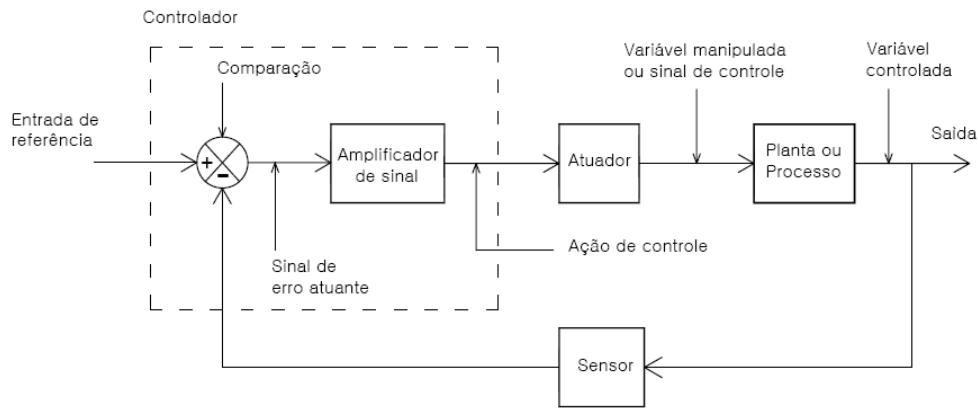 Controlador
Comparação
Entrada de
referência
+
-
Amplificador
de sinal
Sinal de
erro atuante
Ação de controle
Atuador
Variável manipulada
ou sinal de controle
Planta ou
Processo
Variável
controlada
Saída
Sensor